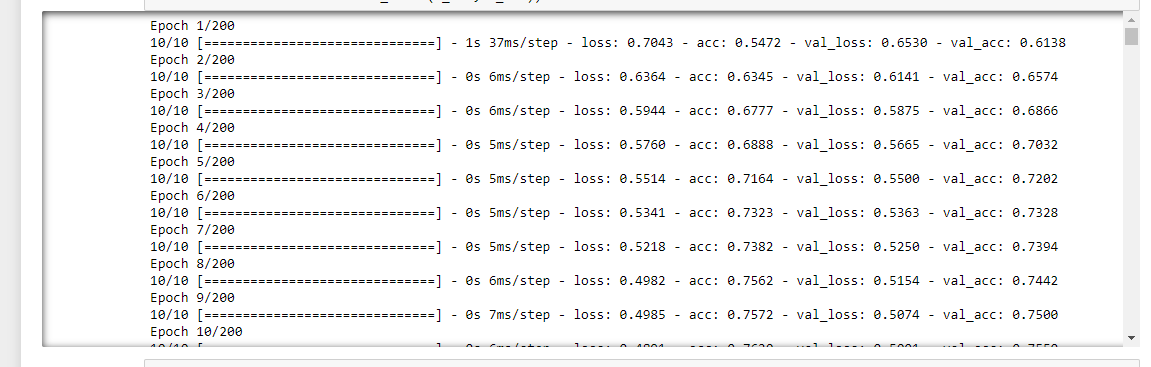 Epoch 1/200
10/10 [==============================] - 1s 37ms/step - loss: 0.7043 - acc: 0.5472 - val_loss: 0.6530 - val_acc: 0.6138
Epoch 2/200
10/10 [==============================] - 0s 6ms/step - loss: 0.6364 - acc: 0.6345 - val_loss: 0.6141 - val_acc: 0.6574
Epoch 3/200
10/10 [==============================] - 0s 6ms/step - loss: 0.5944 - acc: 0.6777 - val_loss: 0.5875 - val_acc: 0.6866
Epoch 4/200
10/10 [==============================] - 0s 5ms/step - loss: 0.5760 - acc: 0.6888 - val_loss: 0.5665 - val_acc: 0.7032
Epoch 5/200
10/10 [==============================] - 0s 5ms/step - loss: 0.5514 - acc: 0.7164 - val_loss: 0.5500 - val_acc: 0.7202
Epoch 6/200
10/10 [==============================] - 0s 5ms/step - loss: 0.5341 - acc: 0.7323 - val_loss: 0.5363 - val_acc: 0.7328
Epoch 7/200
10/10 [==============================] - 0s 5ms/step - loss: 0.5218 - acc: 0.7382 - val_loss: 0.5250 - val_acc: 0.7394
Epoch 8/200
10/10 [==============================] - 0s 6ms/step - loss: 0.4982 - acc: 0.7562 - val_loss: 0.5154 - val_acc: 0.7442
Epoch 9/200
10/10 [==============================] - 0s 7ms/step - loss: 0.4985 - acc: 0.7572 - val_loss: 0.5074 - val_acc: 0.7500
Epoch 10/200